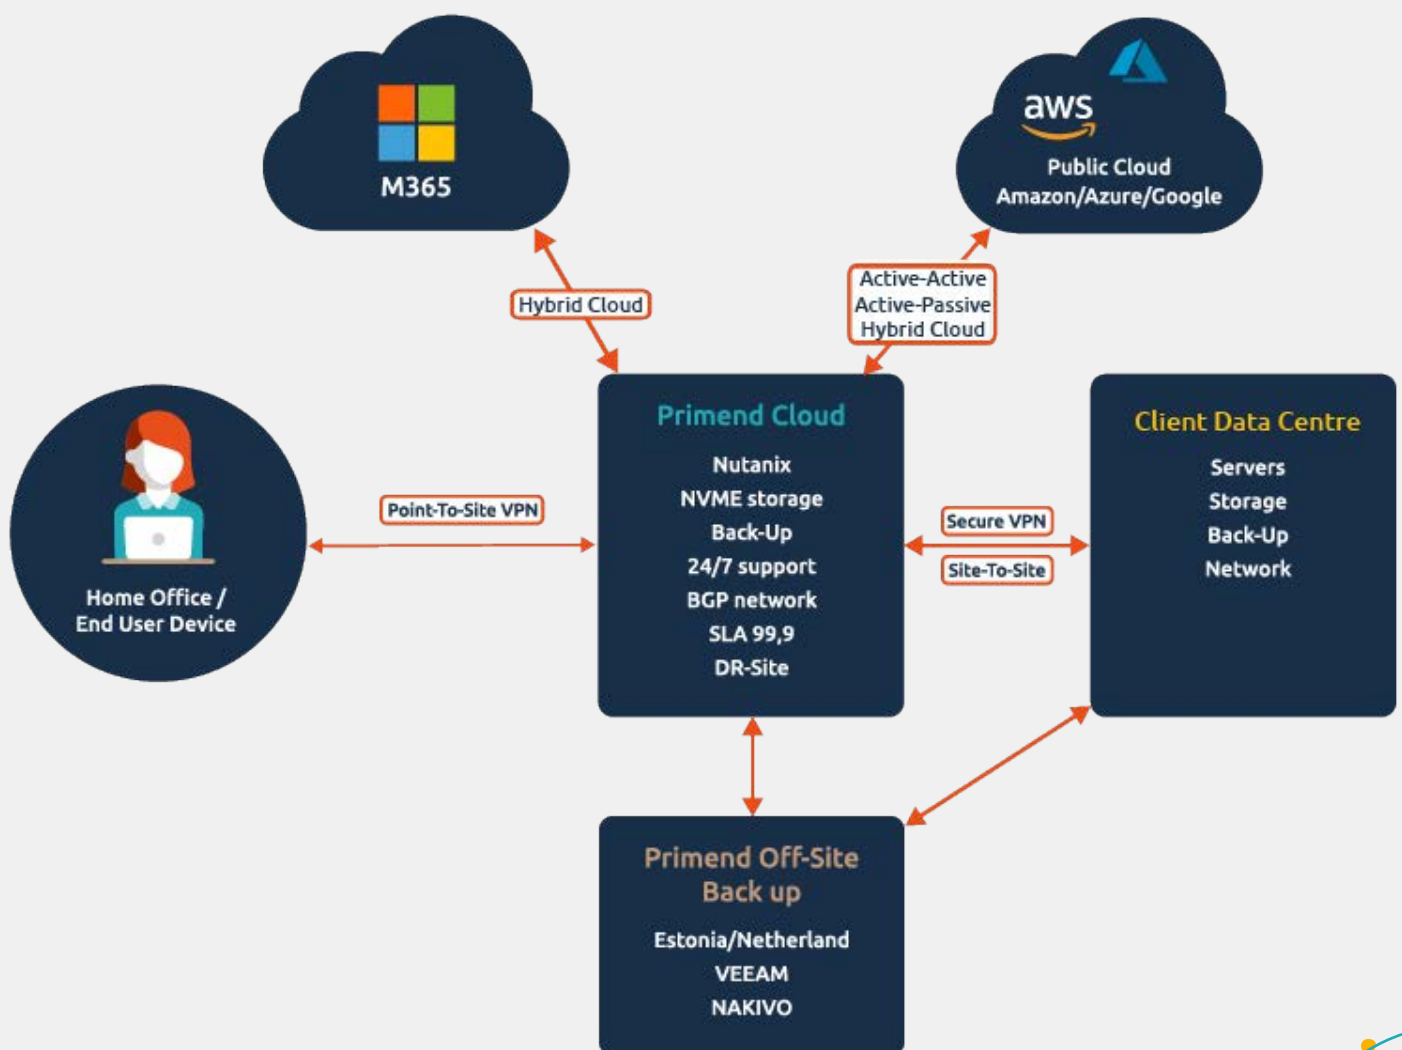 M365
aws
Public Cloud
Amazon/Azure/Google
Hybrid Cloud
Active-Active
Active-Passive
Hybrid Cloud
Home Office /
End User Device
Point-To-Site VPN
Primend Cloud
Nutanix
NVME storage
Back-Up
24/7 support
BGP network
SLA 99,9
DR-Site
Secure VPN
Site-To-Site
Client Data Centre
Servers
Storage
Back-Up
Network
Primend Off-Site
Back up
Estonia/Netherland
VEEAM
NAKIVO